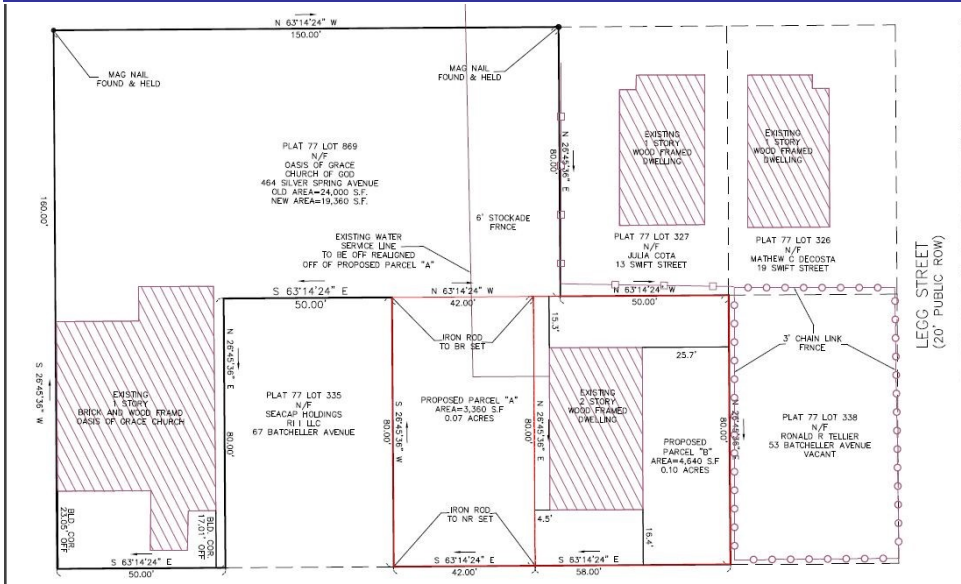 N 63°14'24" W
150.00'
MAG NAIL
FOUND & HELD
MAG NAIL
FOUND & HELD
PLAT 77 LOT 869
N/F
OASIS OF GRACE
CHURCH OF GOD
464 SILVER SPRING AVENUE
OLD AREA=24,000 S.F.
NEW AREA=19,360 S.F.
160.00'
S 26°45'36" W
N 26°45'36" E
80.00'
6' STOCKADE
FRNCE
EXISTING WATER
SERVICE LINE
TO BE OFF REALIGNED
OFF OF PROPOSED PARCEL "A"
EXISTING
1 STORY
WOOD FRAMED
DWELLING
EXISTING
1 STORY
WOOD FRAMED
DWELLING
PLAT 77 LOT 327
N/F
JULIA COTA
13 SWIFT STREET
PLAT 77 LOT 326
N/F
MATHEW C DECOSTA
19 SWIFT STREET
LEGG STREET
(20' PUBLIC ROW)
S 63°14'24" E
50.00'
N 63°14'24" W
42.00'
N 63°14'24" W
50.00'
IRON ROD
TO BR SET
15.3'
25.7'
3' CHAIN LINK
FRNCE
EXISTING
1 STORY
BRICK AND WOOD FRAMD
OASIS OF GRACE CHURCH
N 26°45'36" E
80.00'
PLAT 77 LOT 335
N/F
SEACAP HOLDINGS
RI I LLC
67 BATCHELLER AVENUE
S 26°45'36" W
80.00'
PROPOSED PARCEL "A"
AREA=3,360 S.F
0.07 ACRES
N 26°45'36" E
80.00'
EXISTING
2 STORY
WOOD FRAMED
DWELLING
PROPOSED
PARCEL "B"
AREA=4,640 S.F
0.10 ACRES
N 26°45'36" E
80.00'
PLAT 77 LOT 338
N/F
RONALD R TELLIER
53 BATCHELLER AVENUE
VACANT
BLD. COR.
23.05' OFF
BLD. COR.
17.01' OFF
IRON ROD
TO NR SET
4.5'
16.4'
S 63°14'24" E
50.00'
S 63°14'24" E
42.00'
S 63°14'24" E
58.00'